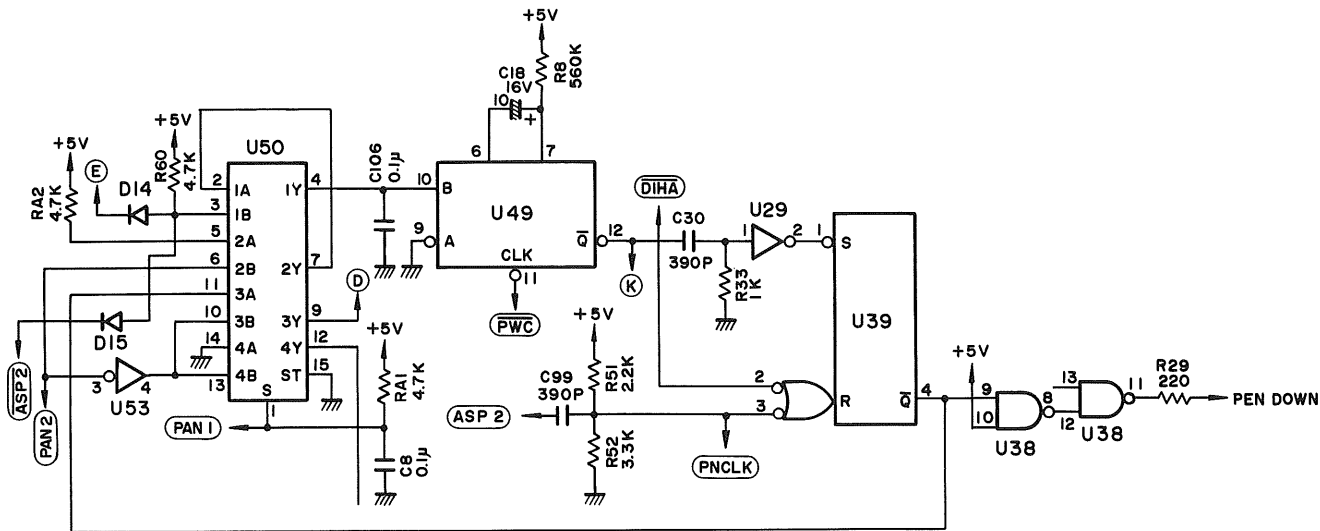 +5V
R8
560K
C18
16V
10
+
6
7
+5V
R60
4.7K
U50
C106
0.1μ
+5V
RA2
4.7K
E
D14
2
3
5
6
11
10
14
13
1A
1B
2A
2B
3A
3B
4A
4B
S
1
1Y
2Y
3Y
4Y
ST
4
7
9
12
15
D
10
B
9
A
U49
CLK
11
Q
12
PWC
K
DIHA
C30
390P
R33
1K
U29
1
2
1
S
U39
R
Q
4
D15
ASP2
PAN 2
3
4
U53
PAN 1
+5V
RA1
4.7K
C8
0.1μ
ASP 2
C99
390P
+5V
R51
2.2K
R52
3.3K
2
3
PNCLK
+5V
9
10
8
U38
13
12
11
U38
R29
220
PEN DOWN